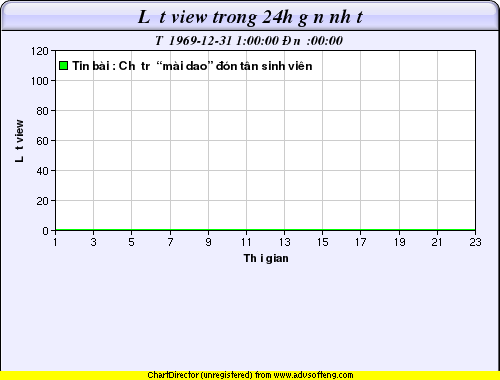 L t view trong 24h g n nh t
T 1969-12-31 1:00:00 Đ n :00:00
120
Tin bài : Ch tr “mài dao” đón tân sinh viên
100
80
60
40
20
0
L t view
1 3 5 7 9 11 13 15 17 19 21 23
Th i gian
ChartDirector (unregistered) from www.advsofteng.com